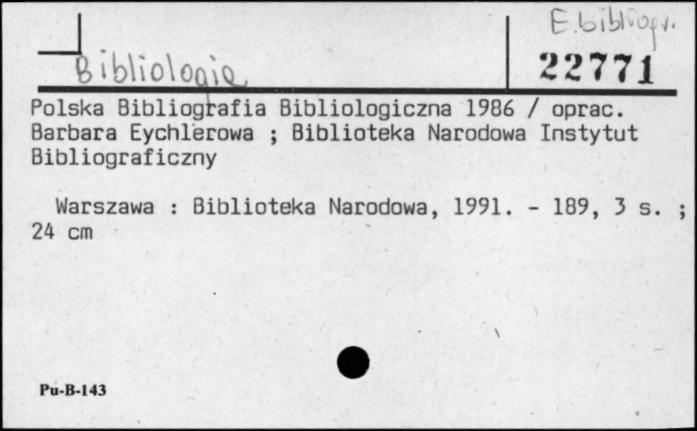 E.bibliogr.
22771
Bibliologie
Polska Bibliografia Bibliologiczna 1986 / oprac.
Barbara Eychlerowa ; Biblioteka Narodowa Instytut
Bibliograficzny
Warszawa : Biblioteka Narodowa, 1991. - 189, 3 s. ;
24 cm
Pu-B-143